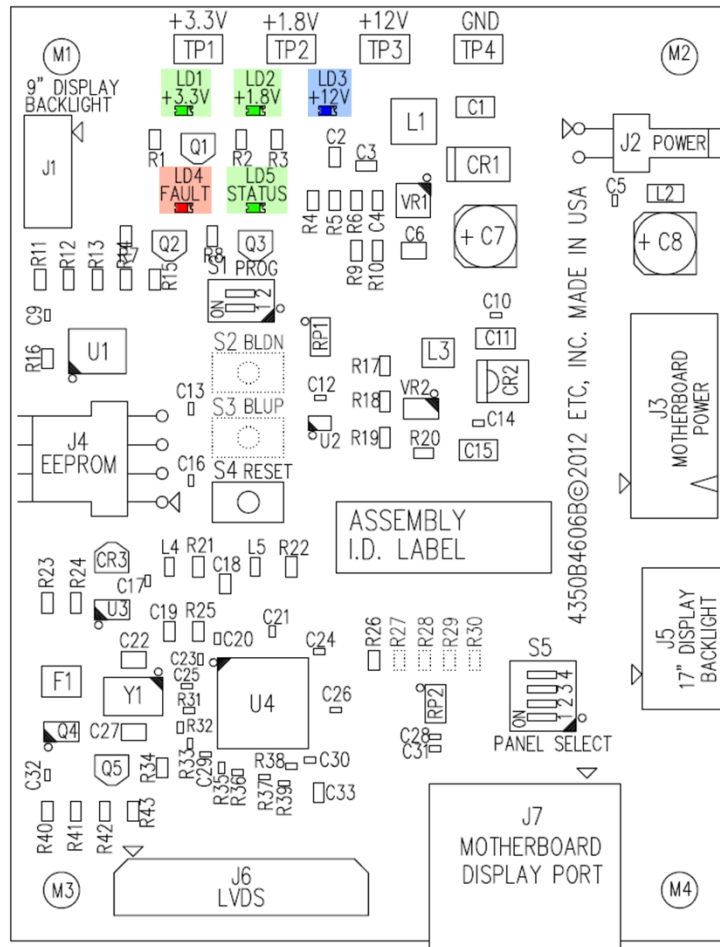 +3.3V +1.8V +12V GND
TP1 TP2 TP3 TP4
M1 M2
LD1 LD2 LD3
+3.3V +1.8V +12V
9" DISPLAY
BACKLIGHT
J1
R1 Q1 R2 R3 C2 C3 L1 C1 CR1
J2 POWER
LD4 LD5
FAULT STATUS
R4 R5 R6 C4 VR1 C5 L2
R11 R12 R13 R14 R7 Q2 R15 R8 Q3 R9 R10 C6 + C7 + C8
S1 PROG
ON 1 2
C9 U1 R16
RP1 C10 C11 L3 CR2
S2 BLDN
R17 VR2
C13 S3 BLUP C12 U2 R18 C14
R19 R20 C15
J3
MOTHERBOARD
POWER
J4
EEPROM
C16 S4 RESET
ASSEMBLY
I.D. LABEL
4350B4606B©2012 ETC, INC. MADE IN USA
CR3 L4 R21 C18 L5 R22
R23 R24 C17 U3
C19 R25 C20 C21 C24
R26 R27 R28 R29 R30
J5
17" DISPLAY
BACKLIGHT
C22 C23 C25
F1 Y1 R31 U4 C26
RP2
S5
ON 1 2 3 4
PANEL SELECT
Q4 C27 R32 R33 C28 C31
C32 Q5 R34 C29 R35 R36 R37 R38 R39 C30 C33
R40 R41 R42 R43
J7
MOTHERBOARD
DISPLAY PORT
J6
LVDS
M3 M4